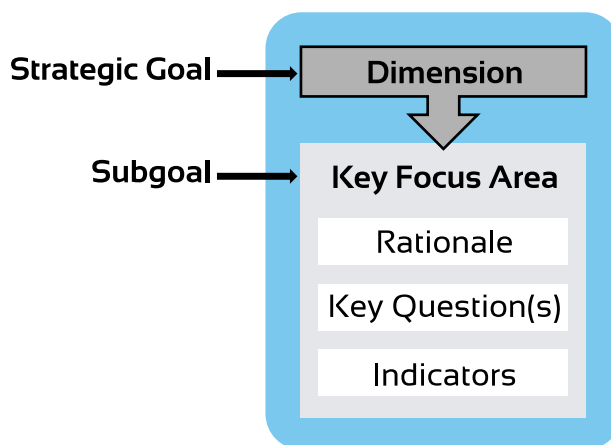 Strategic Goal
Dimension
Subgoal
Key Focus Area
Rationale
Key Question(s)
Indicators